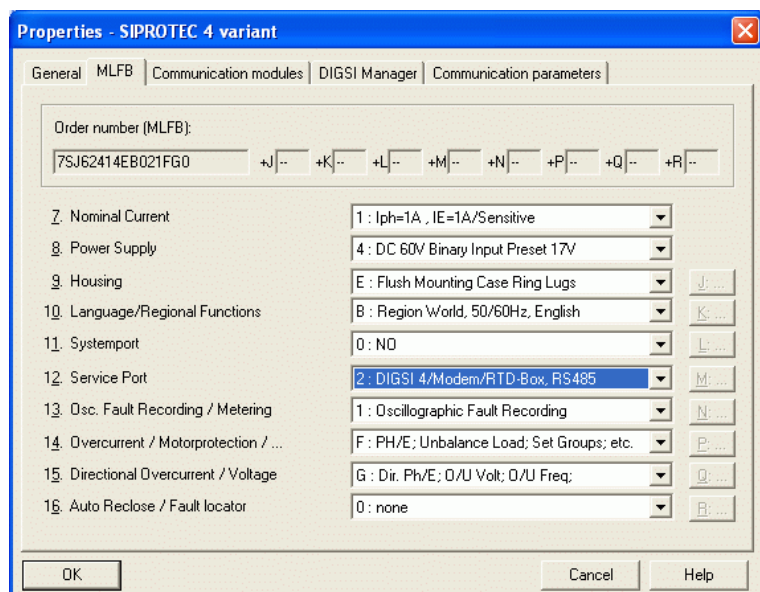 Properties - SIPROTEC 4 variant
General MLFB Communication modules DIGSI Manager Communication parameters
Order number (MLFB):
7SJ62414EB021FG0 +J -- +K -- +L -- +M -- +N -- +P -- +Q -- +R --
7. Nominal Current 1 : Iph=1A , IE=1A/Sensitive
8. Power Supply 4 : DC 60V Binary Input Preset 17V
9. Housing E : Flush Mounting Case Ring Lugs J: ...
10. Language/Regional Functions B : Region World, 50/60Hz, English K: ...
11. Systemport 0 : NO L: ...
12. Service Port 2 : DIGSI 4/Modem/RTD-Box, RS485 M: ...
13. Osc. Fault Recording / Metering 1 : Oscillographic Fault Recording N: ...
14. Overcurrent / Motorprotection / ... F : PH/E; Unbalance Load; Set Groups; etc. P: ...
15. Directional Overcurrent / Voltage G : Dir. Ph/E; O/U Volt; O/U Freq; Q: ...
16. Auto Reclose / Fault locator 0 : none R: ...
OK Cancel Help